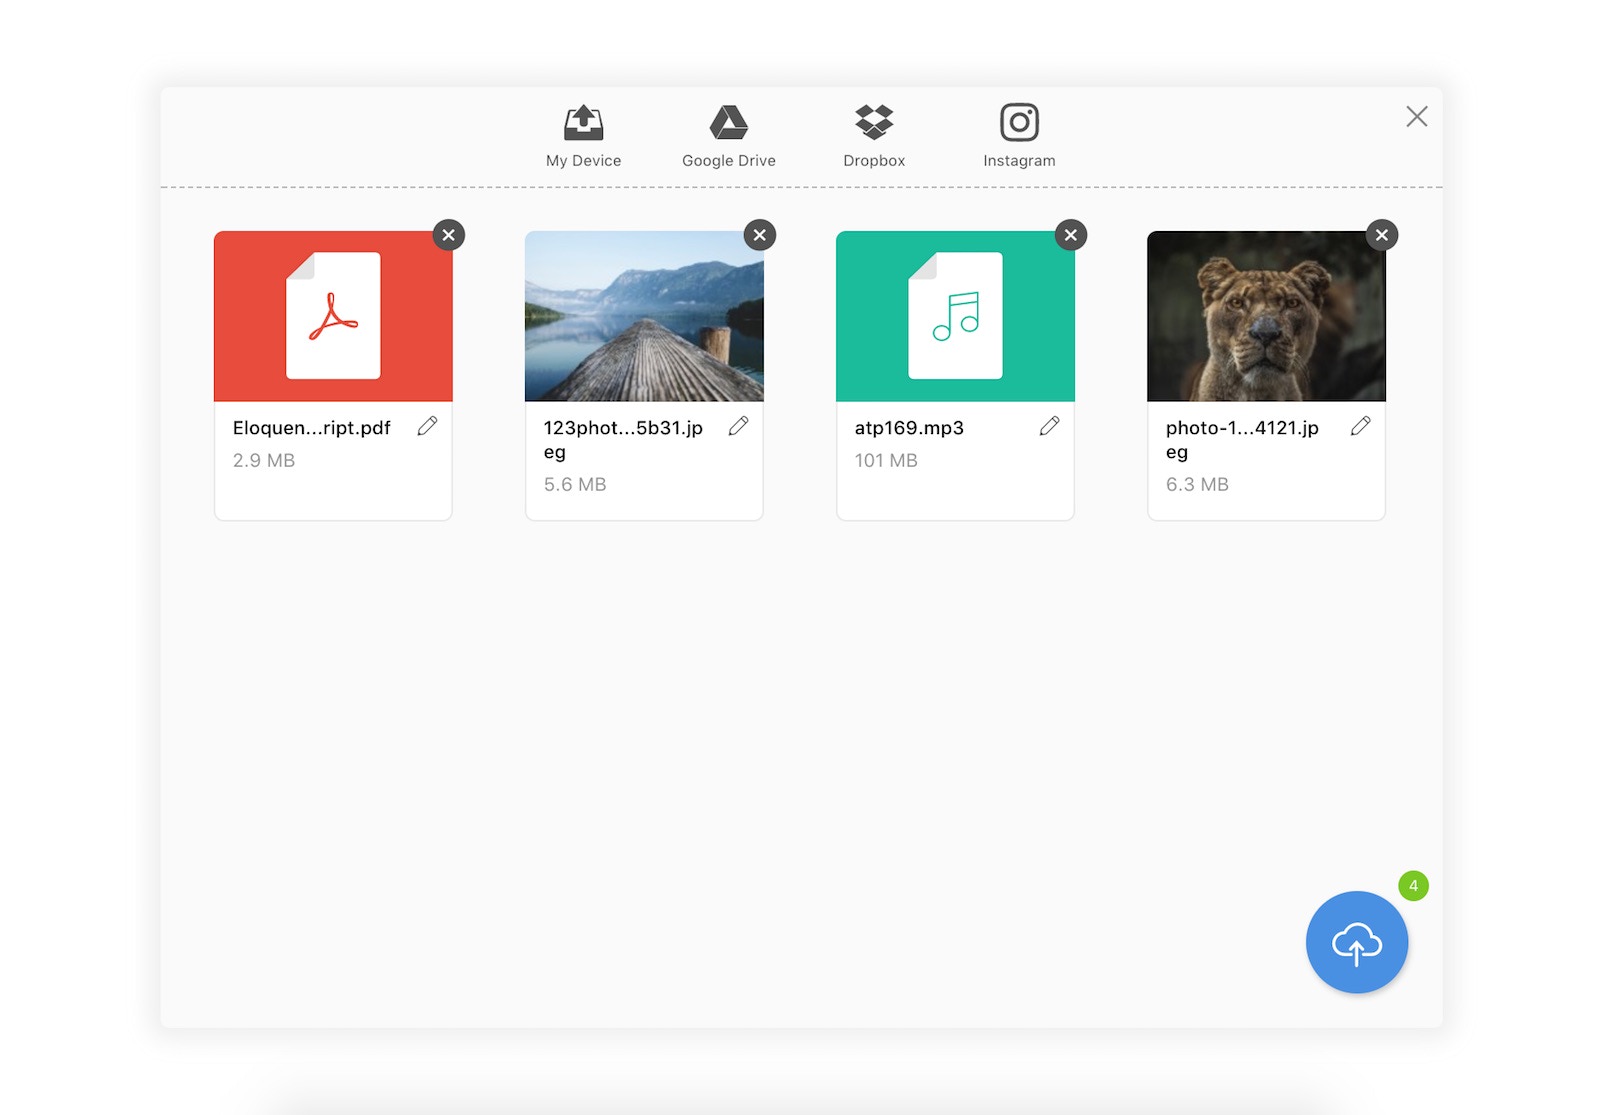 My Device
Google Drive
Dropbox
Instagram
Eloquen...ript.pdf
2.9 MB
123phot...5b31.jp
eg
5.6 MB
atp169.mp3
101 MB
photo-1...4121.jp
eg
6.3 MB
4